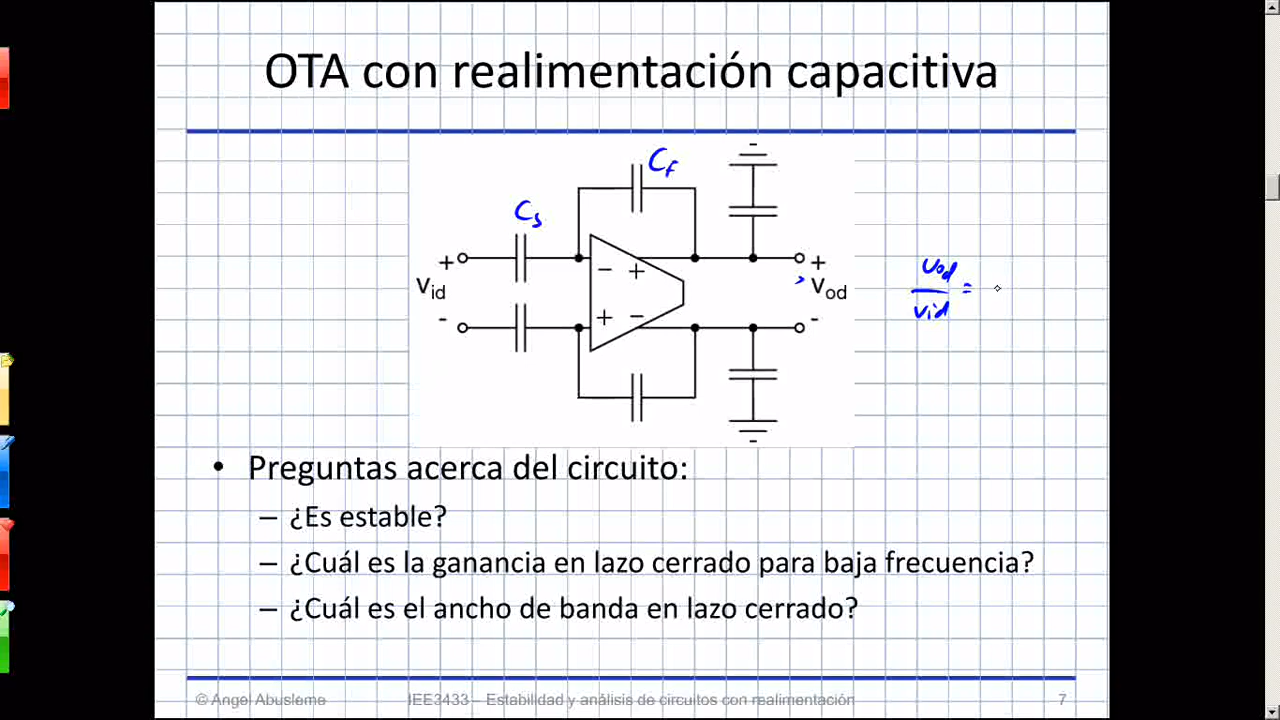 OTA con realimentación capacitiva
Cf
Cs
+ − + +
vid vod
- + − -
vod
vid =
• Preguntas acerca del circuito:
– ¿Es estable?
– ¿Cuál es la ganancia en lazo cerrado para baja frecuencia?
– ¿Cuál es el ancho de banda en lazo cerrado?
© Angel Abusleme IEE3433 – Estabilidad y análisis de circuitos con realimentación 7